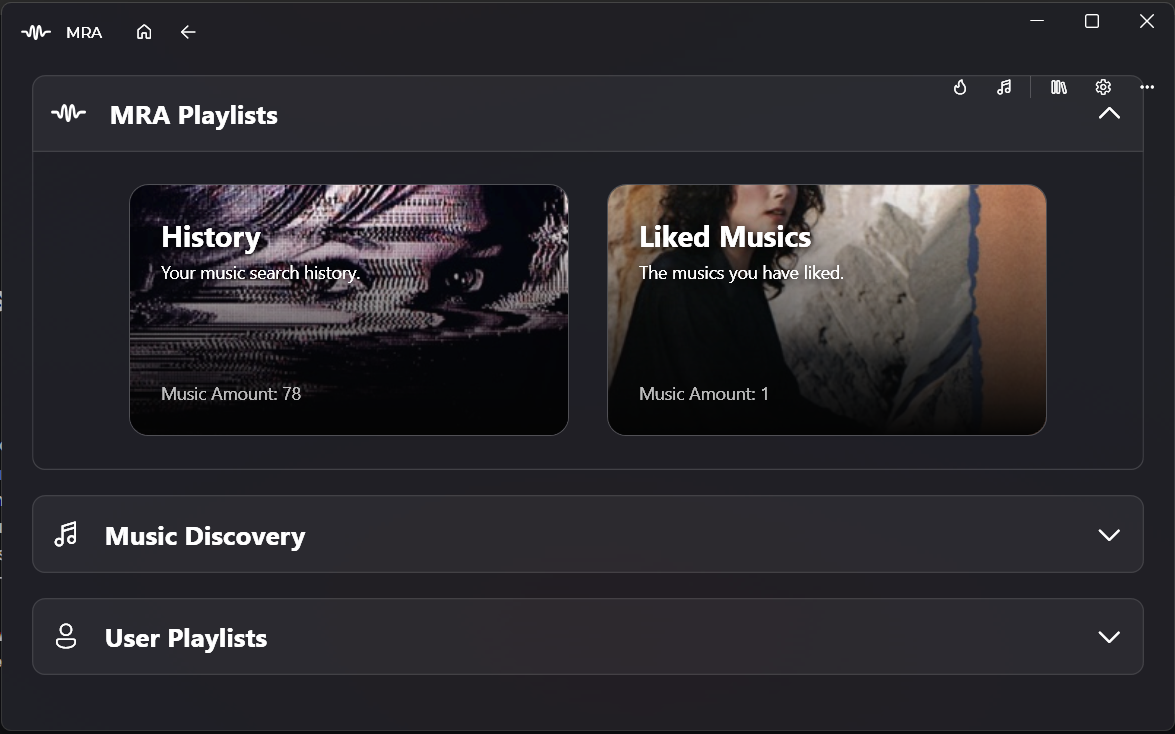 MRA
MRA Playlists
History
Your music search history.
Music Amount: 78
Liked Musics
The musics you have liked.
Music Amount: 1
Music Discovery
User Playlists